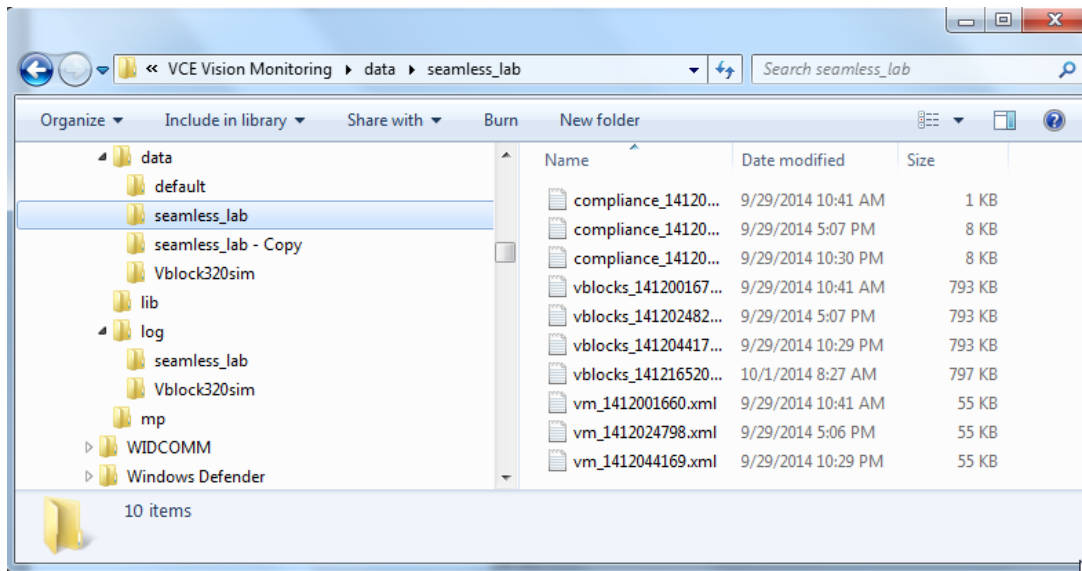 « VCE Vision Monitoring ▸ data ▸ seamless_lab
Search seamless_lab
Organize Include in library Share with Burn New folder
data
default
seamless_lab
seamless_lab - Copy
Vblock320sim
lib
log
seamless_lab
Vblock320sim
mp
WIDCOMM
Windows Defender
Name Date modified Size
compliance_14120... 9/29/2014 10:41 AM 1 KB
compliance_14120... 9/29/2014 5:07 PM 8 KB
compliance_14120... 9/29/2014 10:30 PM 8 KB
vblocks_141200167... 9/29/2014 10:41 AM 793 KB
vblocks_141202482... 9/29/2014 5:07 PM 793 KB
vblocks_141204417... 9/29/2014 10:29 PM 793 KB
vblocks_141216520... 10/1/2014 8:27 AM 797 KB
vm_1412001660.xml 9/29/2014 10:41 AM 55 KB
vm_1412024798.xml 9/29/2014 5:06 PM 55 KB
vm_1412044169.xml 9/29/2014 10:29 PM 55 KB
10 items